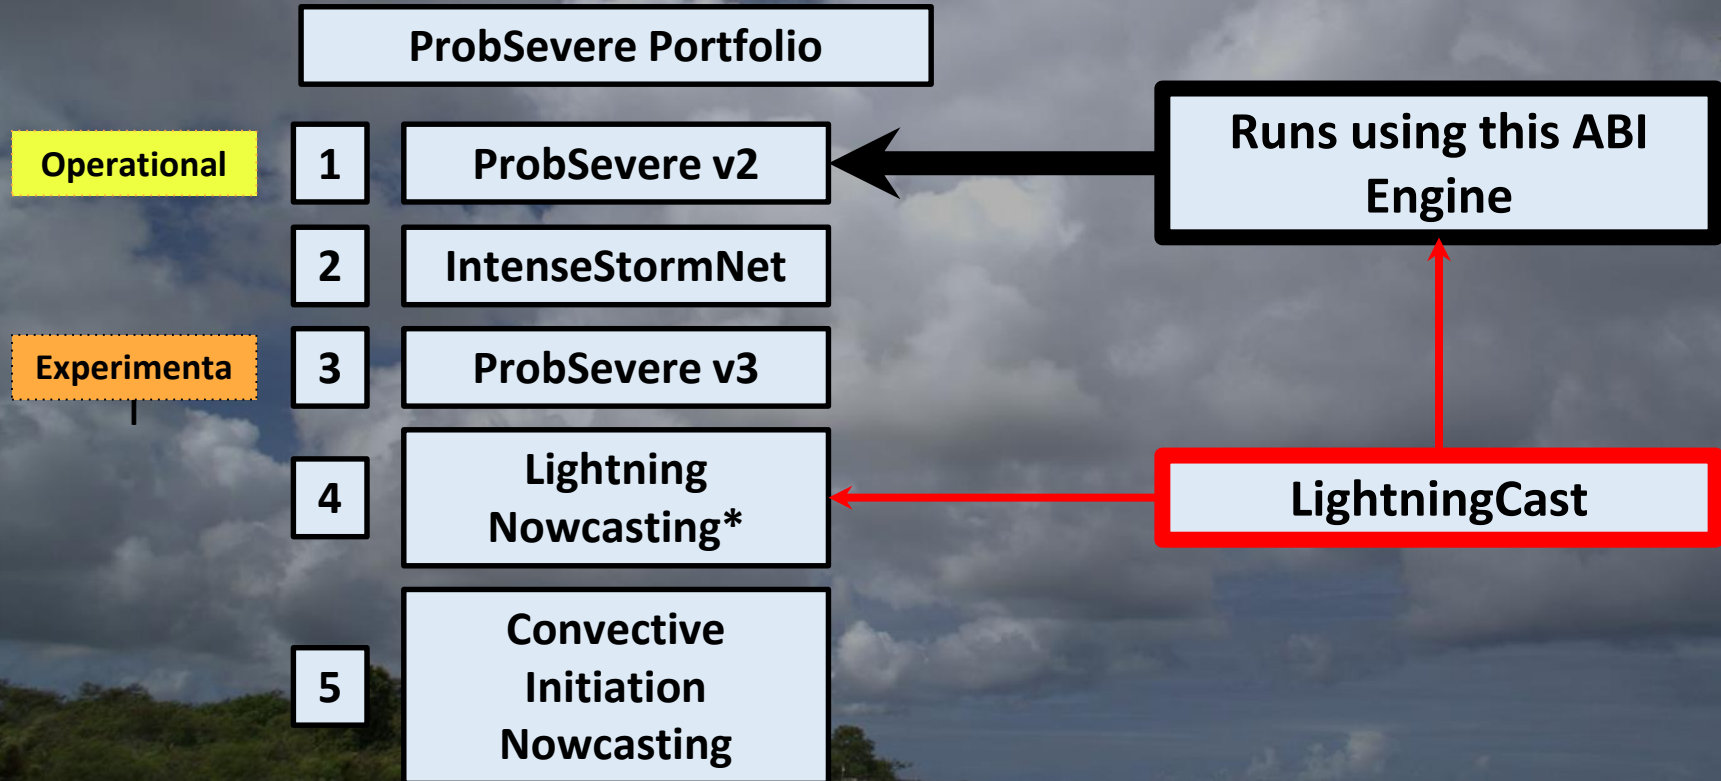 ProbSevere Portfolio
Operational
1
ProbSevere v2
Runs using this ABI
Engine
2
IntenseStormNet
Experimenta
l
3
ProbSevere v3
4
Lightning
Nowcasting*
LightningCast
5
Convective
Initiation
Nowcasting